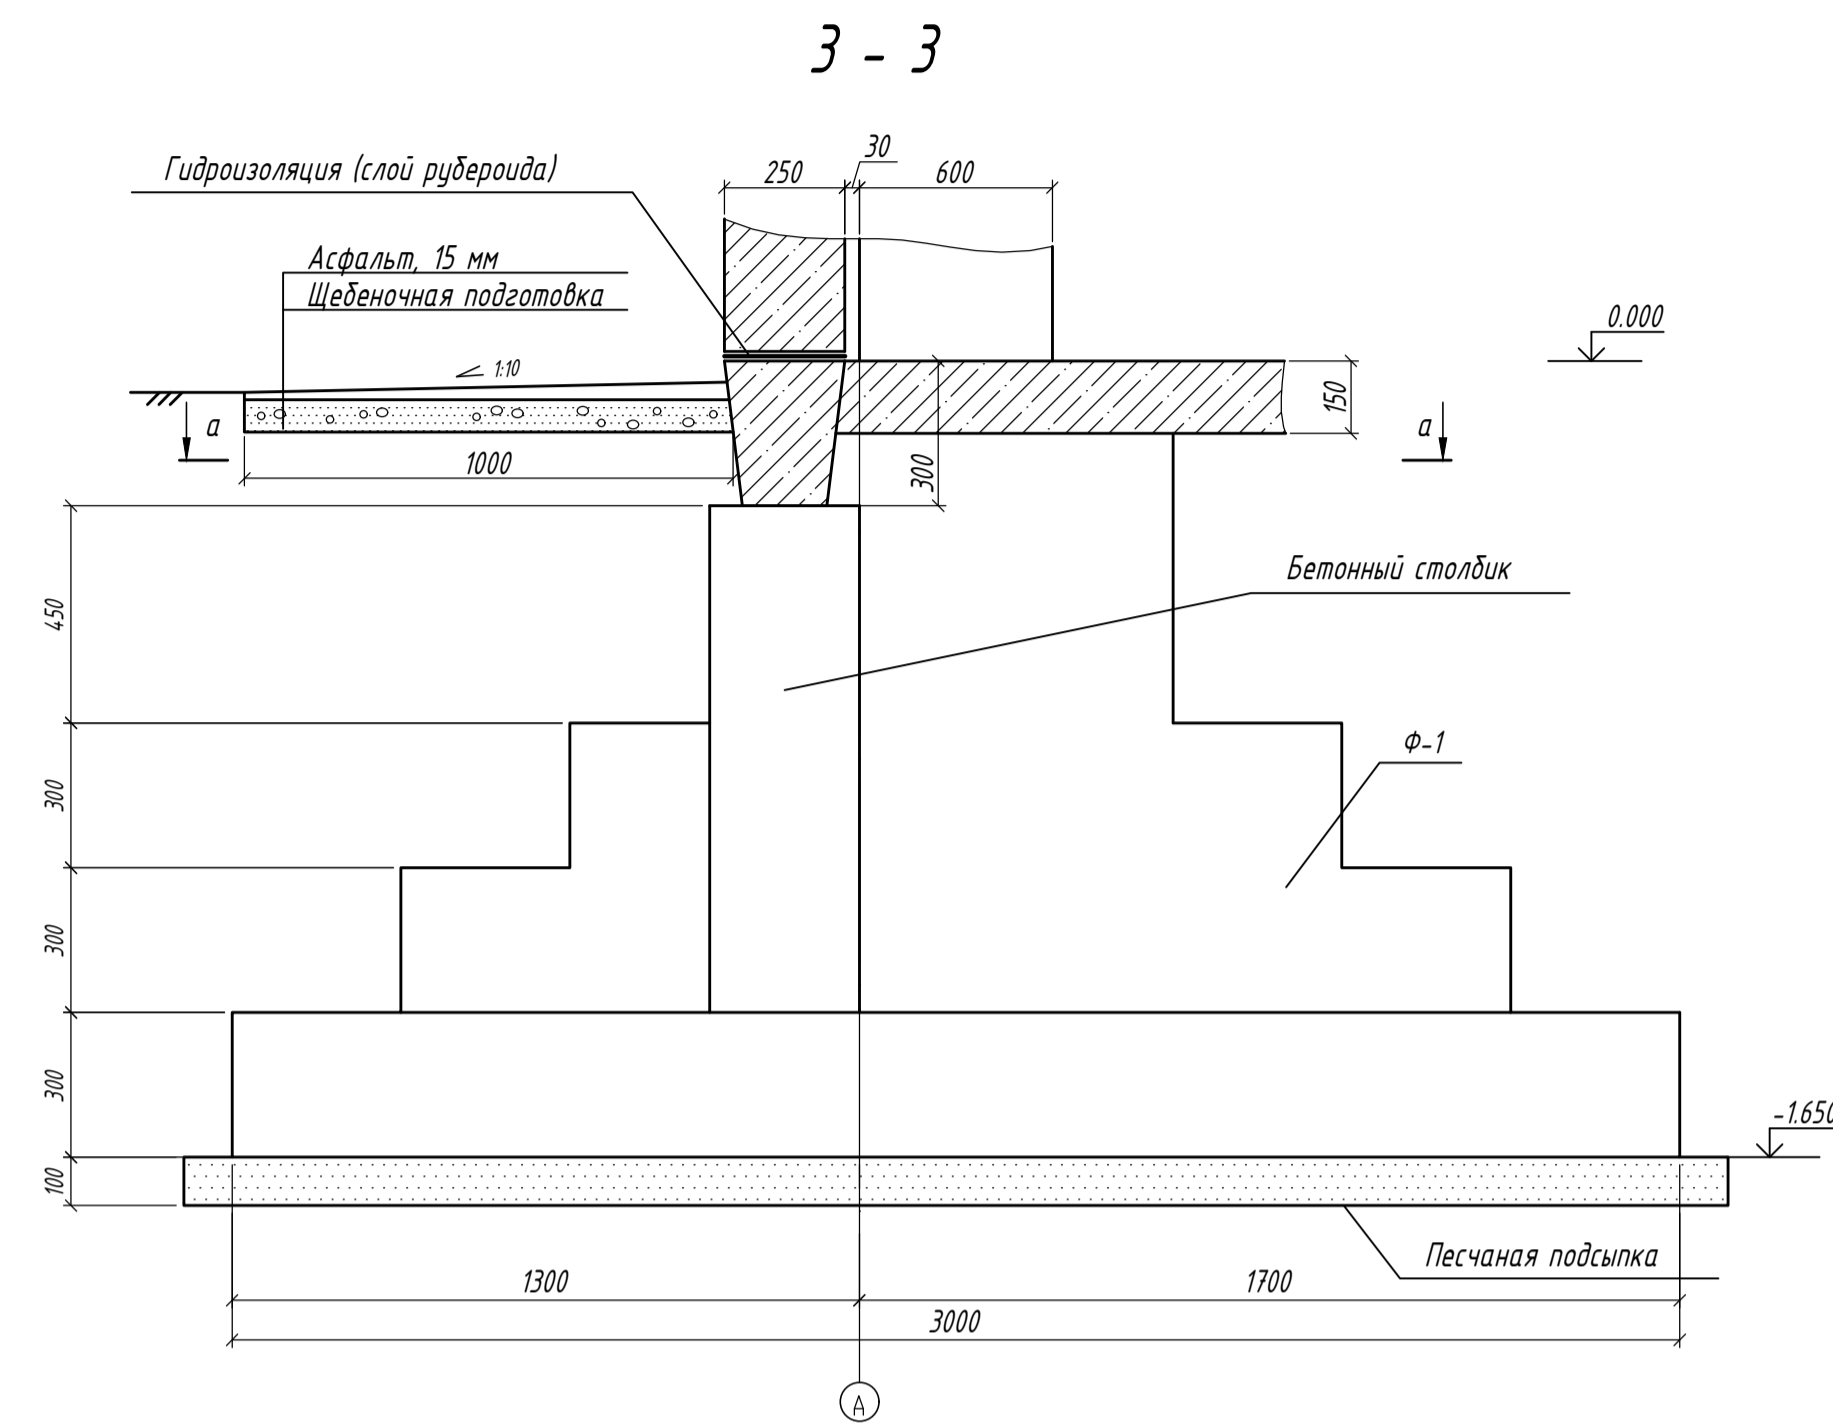 3 - 3
Гидроизоляция (слой рубероида)
250
30
600
Асфальт, 15 мм
Щебеночная подготовка
0.000
1:10
150
а
а
1000
300
450
Бетонный столбик
Ф-1
300
300
300
-1.650
100
Песчаная подсыпка
1300
1700
3000
А